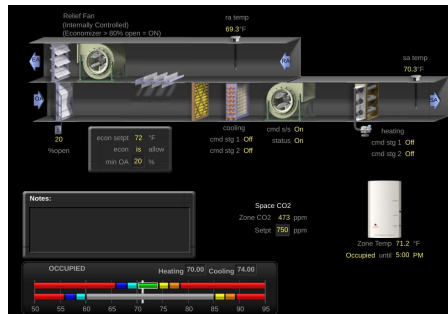 Relief Fan
(Internally Controlled)
(Economizer > 80% open = ON)
ra temp
69.3°F
sa temp
70.3°F
EA
RA
OA
SA
20
%open
econ setpt 72 °F
econ is allow
min OA 20 %
cooling
cmd stg 1 Off
cmd stg 2 Off
cmd s/s On
status On
heating
cmd stg 1 Off
cmd stg 2 Off
Notes:
Space CO2
Zone CO2 473 ppm
Setpt 750 ppm
Zone Temp 71.2 °F
Occupied until 5:00 PM
OCCUPIED Heating 70.00 Cooling 74.00
50 55 60 65 70 75 80 85 90 95